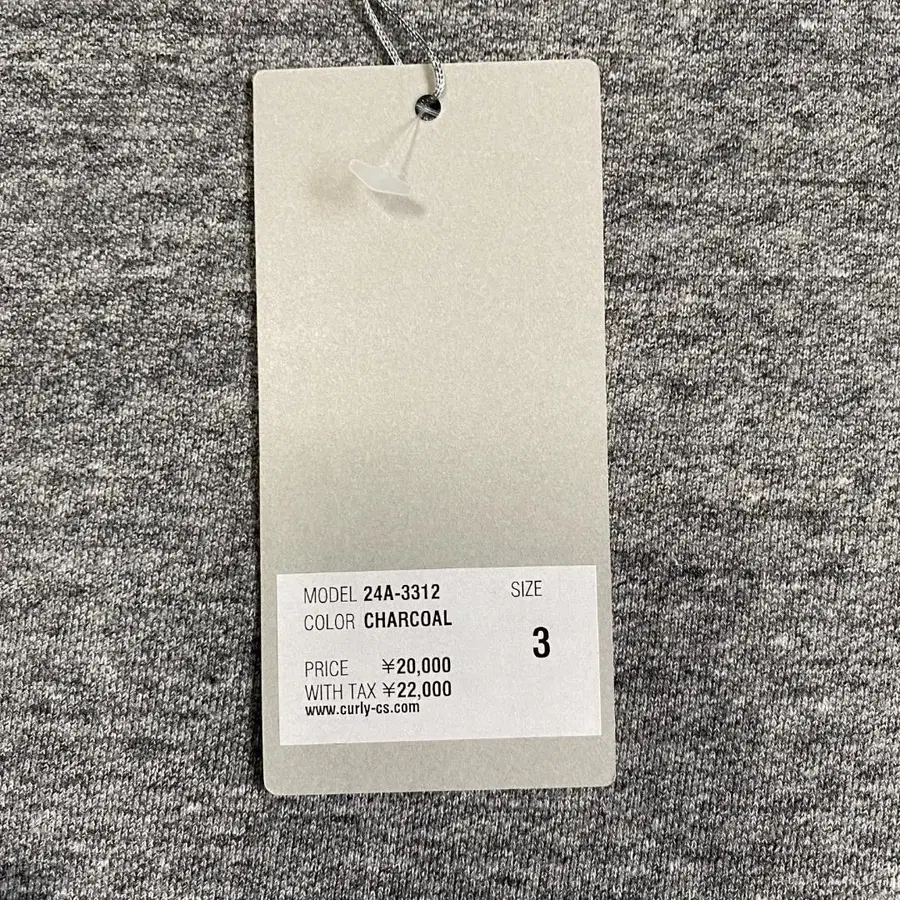 MODEL 24A-3312 SIZE
COLOR CHARCOAL
3
PRICE ¥20,000
WITH TAX ¥22,000
www.curly-cs.com